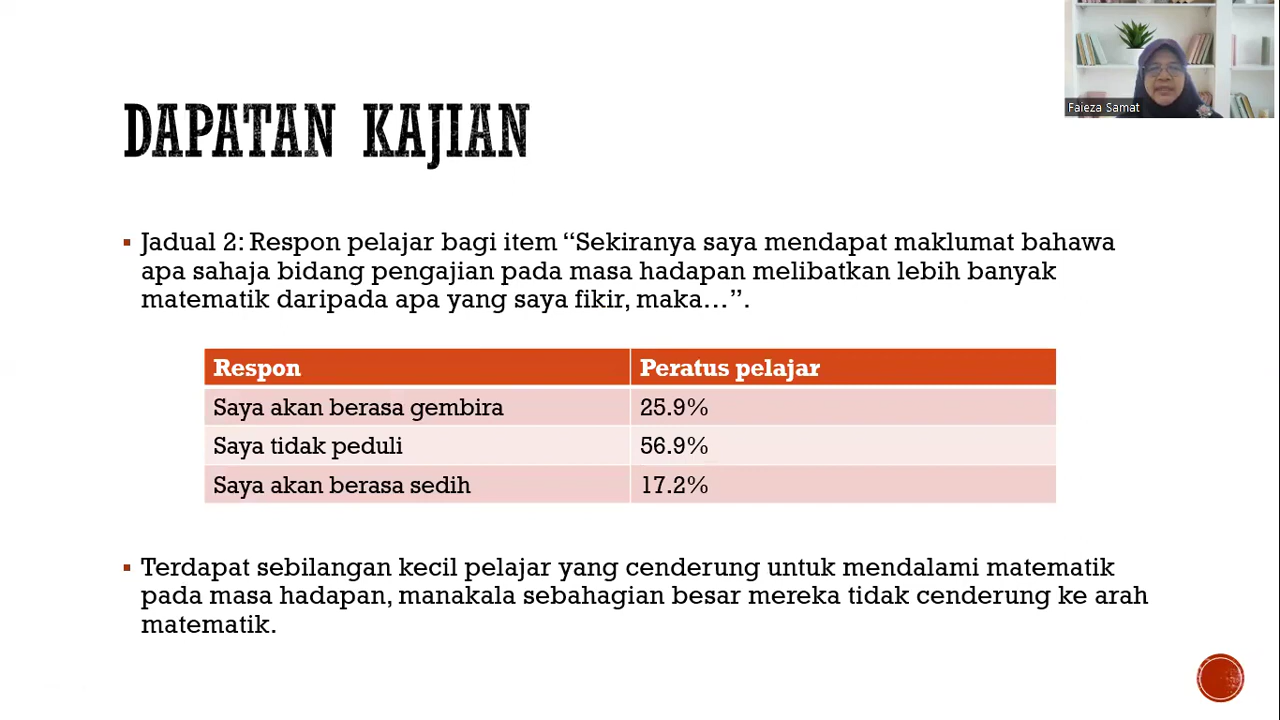 Faieza Samat
DAPATAN KAJIAN
▪ Jadual 2: Respon pelajar bagi item “Sekiranya saya mendapat maklumat bahawa
apa sahaja bidang pengajian pada masa hadapan melibatkan lebih banyak
matematik daripada apa yang saya fikir, maka…”.
Respon Peratus pelajar
Saya akan berasa gembira 25.9%
Saya tidak peduli 56.9%
Saya akan berasa sedih 17.2%
▪ Terdapat sebilangan kecil pelajar yang cenderung untuk mendalami matematik
pada masa hadapan, manakala sebahagian besar mereka tidak cenderung ke arah
matematik.